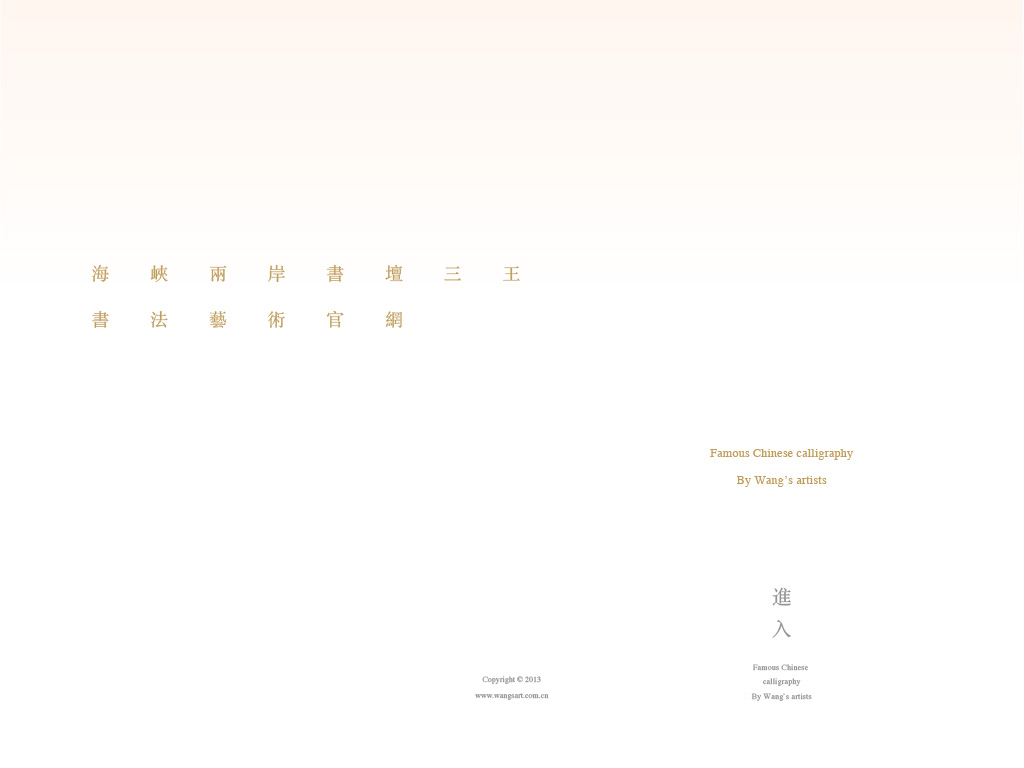 海峽兩岸書壇三王
書法藝術官網
Famous Chinese calligraphy
By Wang's artists
進
入
Famous Chinese
calligraphy
By Wang's artists
Copyright © 2013
www.wangsart.com.cn